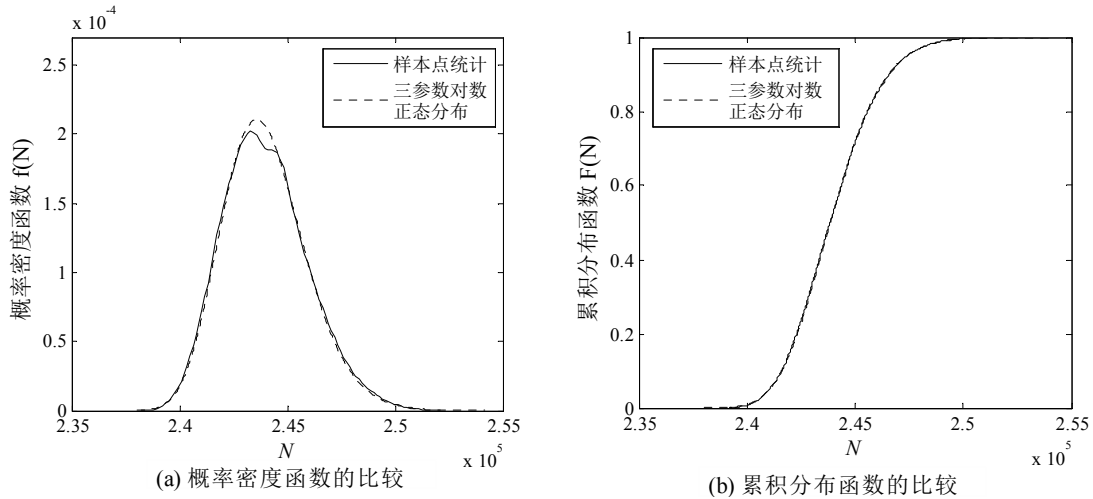 x 10⁻⁴
2.5
2
1.5
1
0.5
0
概率密度函数 f(N)
样本点统计
三参数对数
正态分布
2.35
2.4
2.45
2.5
2.55
N
x 10⁵
(a) 概率密度函数的比较
1
0.8
0.6
0.4
0.2
0
累积分布函数 F(N)
样本点统计
三参数对数
正态分布
2.35
2.4
2.45
2.5
2.55
N
x 10⁵
(b) 累积分布函数的比较